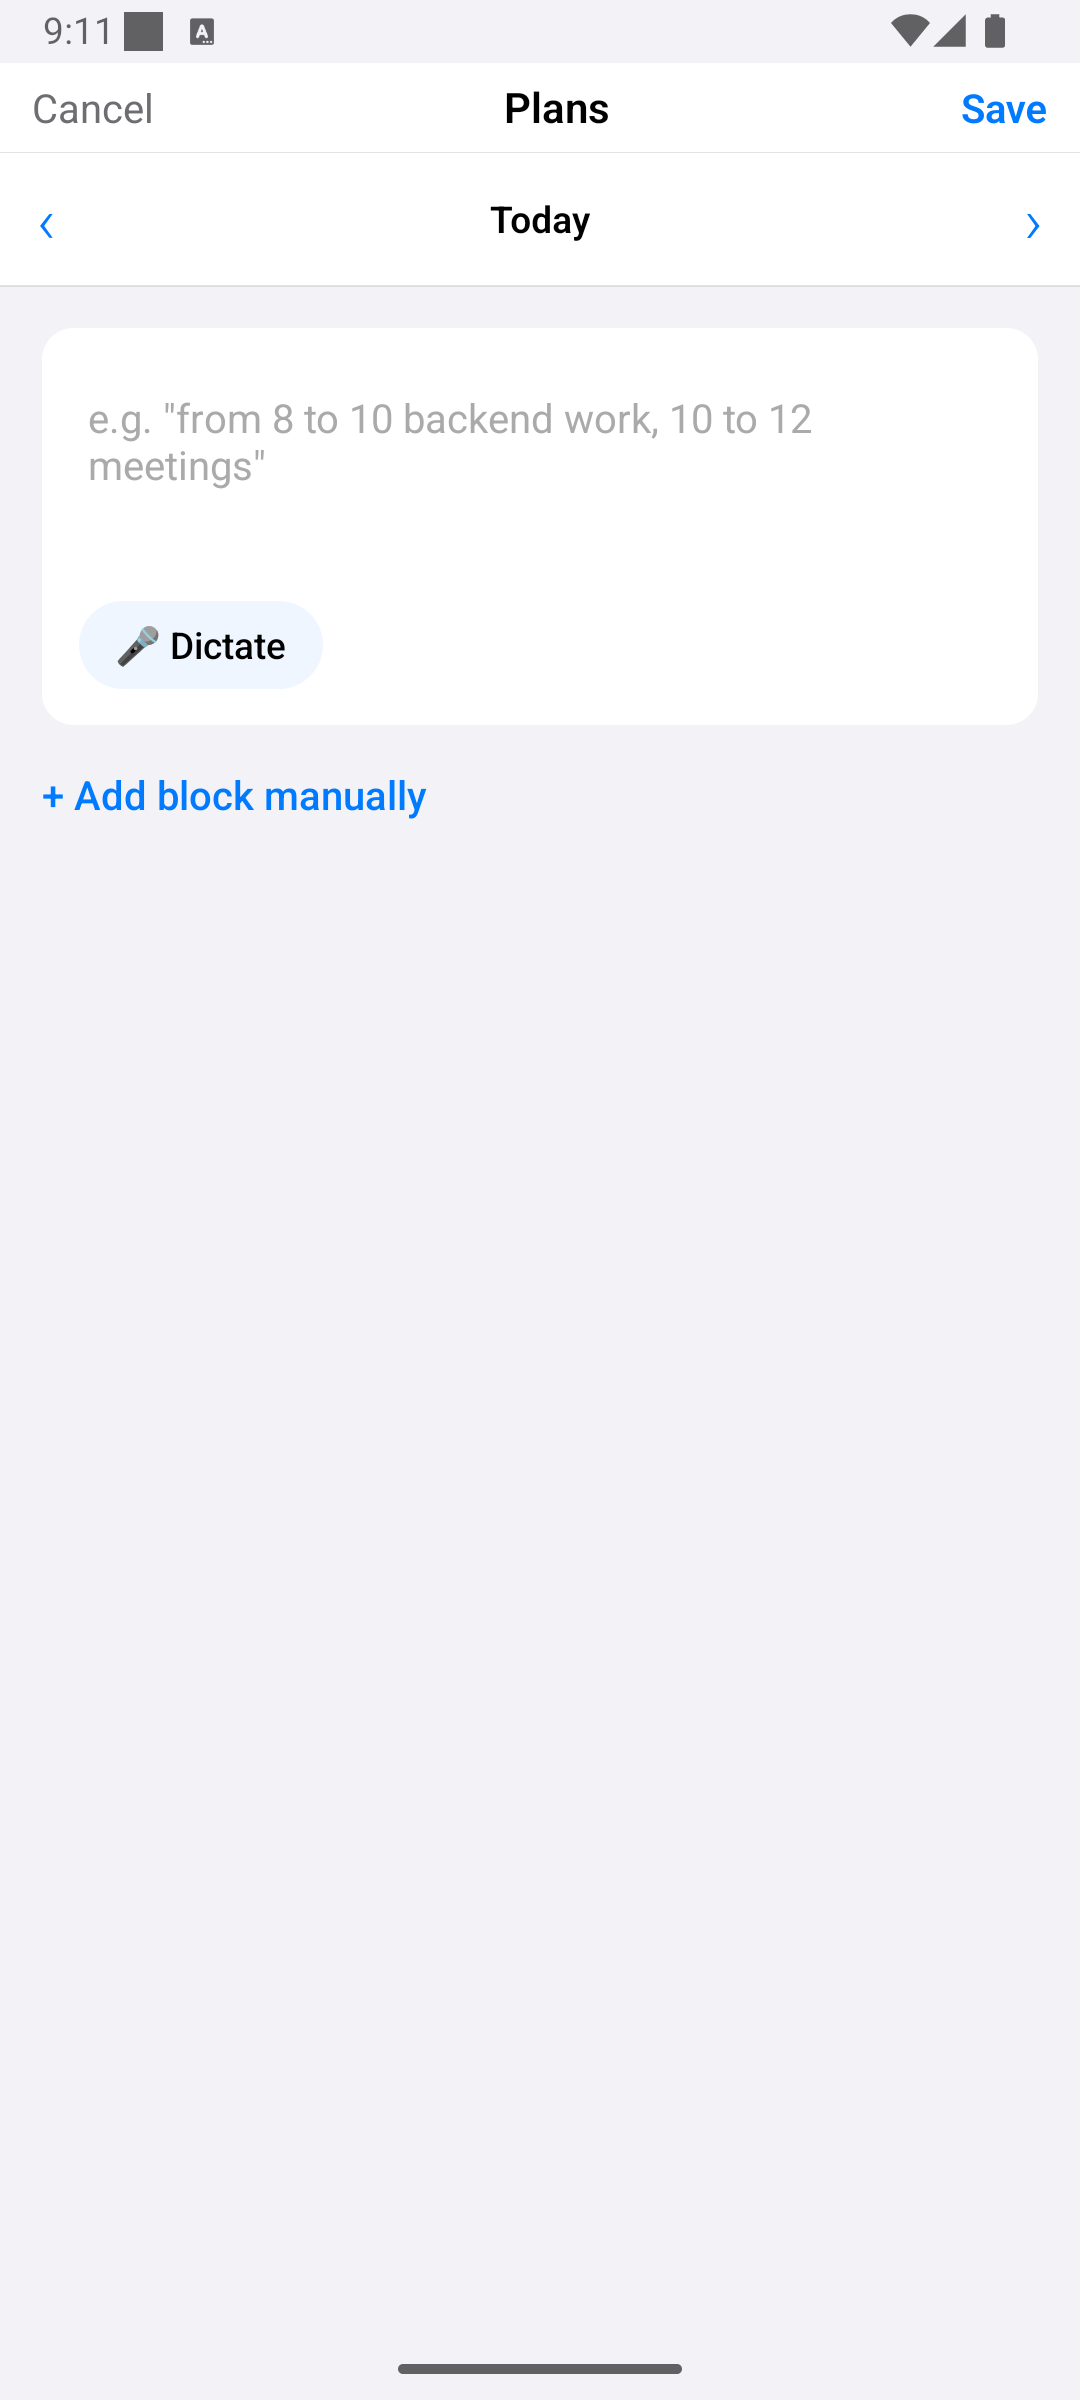 9:11
Cancel
Plans
Save
‹
Today
›
e.g. "from 8 to 10 backend work, 10 to 12
meetings"
🎤 Dictate
+ Add block manually